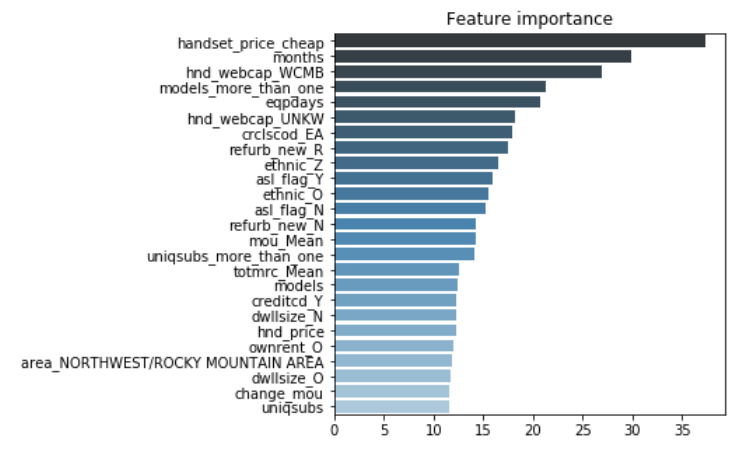 Feature importance
handset_price_cheap
months
hnd_webcap_WCMB
models_more_than_one
eqpdays
hnd_webcap_UNKW
crclscod_EA
refurb_new_R
ethnic_Z
asl_flag_Y
ethnic_O
asl_flag_N
refurb_new_N
mou_Mean
uniqsubs_more_than_one
totmrc_Mean
models
creditcd_Y
dwllsize_N
hnd_price
ownrent_O
area_NORTHWEST/ROCKY MOUNTAIN AREA
dwllsize_O
change_mou
uniqsubs
0 5 10 15 20 25 30 35